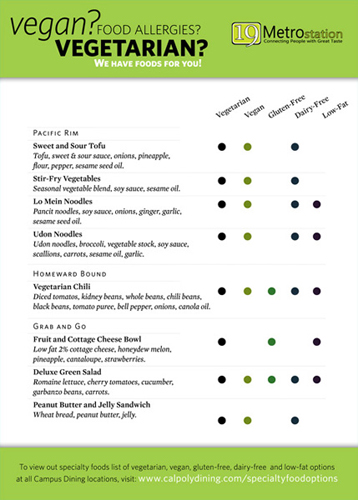 vegan? FOOD ALLERGIES?
VEGETARIAN?
WE HAVE FOODS FOR YOU!
19 Metrostation
Connecting People with Great Taste
Vegetarian Vegan Gluten-Free Dairy-Free Low-Fat
PACIFIC RIM
Sweet and Sour Tofu
Tofu, sweet & sour sauce, onions, pineapple,
flour, pepper, sesame seed oil.
Stir-Fry Vegetables
Seasonal vegetable blend, soy sauce, sesame oil.
Lo Mein Noodles
Pancit noodles, soy sauce, onions, ginger, garlic,
sesame seed oil.
Udon Noodles
Udon noodles, broccoli, vegetable stock, soy sauce,
scallions, carrots, sesame oil, garlic.
HOMEWARD BOUND
Vegetarian Chili
Diced tomatos, kidney beans, whole beans, chili beans,
black beans, tomato puree, bell pepper, onions, canola oil.
GRAB AND GO
Fruit and Cottage Cheese Bowl
Low fat 2% cottage cheese, honeydew melon,
pineapple, cantaloupe, strawberries.
Deluxe Green Salad
Romaine lettuce, cherry tomatoes, cucumber,
garbanzo beans, carrots.
Peanut Butter and Jelly Sandwich
Wheat bread, peanut butter, jelly.
To view out specialty foods list of vegetarian, vegan, gluten-free, dairy-free and low-fat options
at all Campus Dining locations, visit: www.calpolydining.com/specialtyfoodoptions